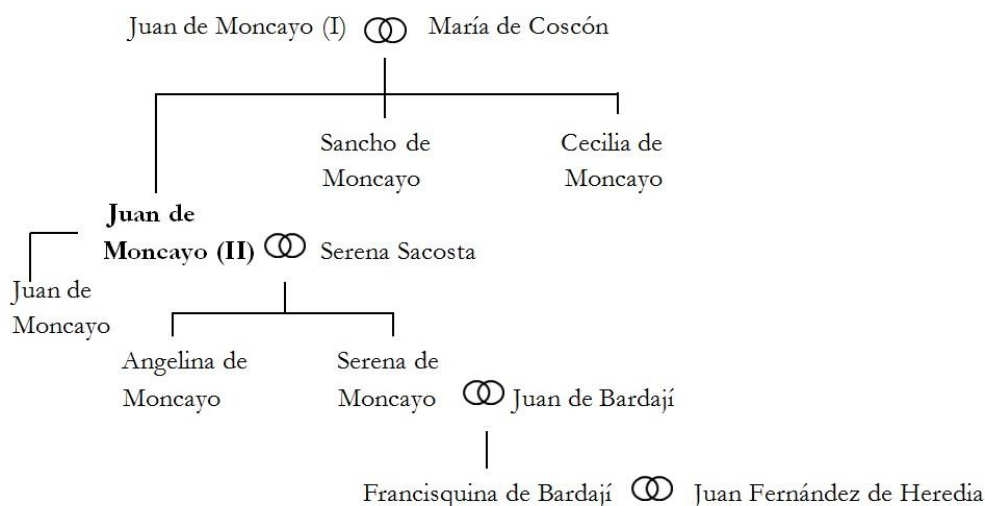 Juan de Moncayo (I) María de Coscón
Sancho de
Moncayo
Cecilia de
Moncayo
Juan de
Moncayo (II) Serena Sacosta
Juan de
Moncayo
Angelina de
Moncayo
Serena de
Moncayo Juan de Bardají
Francisquina de Bardají Juan Fernández de Heredia